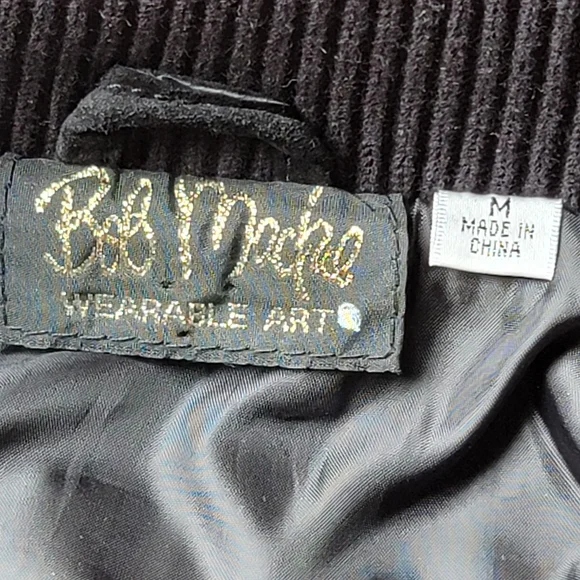 Bob Mackie
WEARABLE ART
M
MADE IN
CHINA